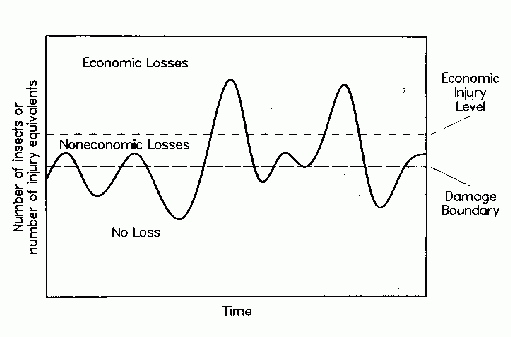 Economic Losses
Economic
Injury
Level
Noneconomic Losses
Number of insects or
number of injury equivalents
Damage
Boundary
No Loss
Time